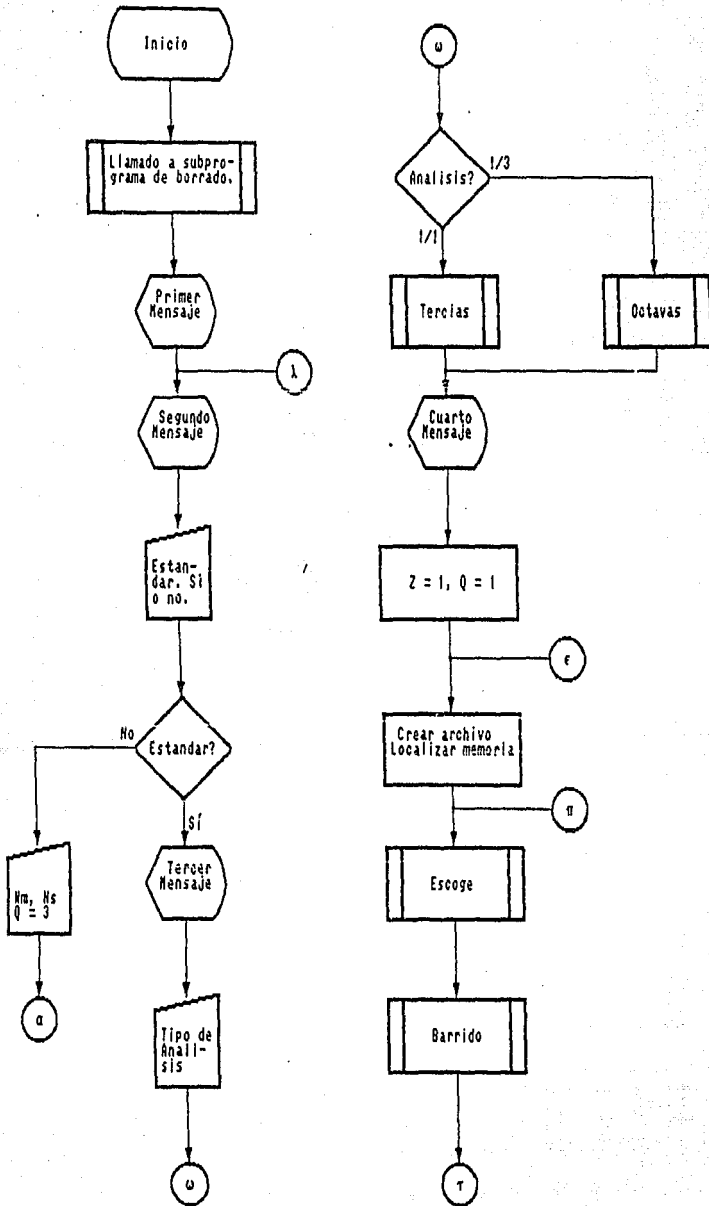 Inicio
Llamado a subpro-
grama de borrado.
Primer
Mensaje
λ
Segundo
Mensaje
Estan-
dar. Sì
o no.
Estandar?
No
Sí
Nm, Ns
Q = 3
α
Tercer
Mensaje
Tipo de
Anali-
sis
ω
ω
Analisis?
1/3
1/1
Tercias
Octavas
Cuarto
Mensaje
Z = 1, Q = 1
ϵ
Crear archivo
Localizar memoria
π
Escoge
Barrido
τ